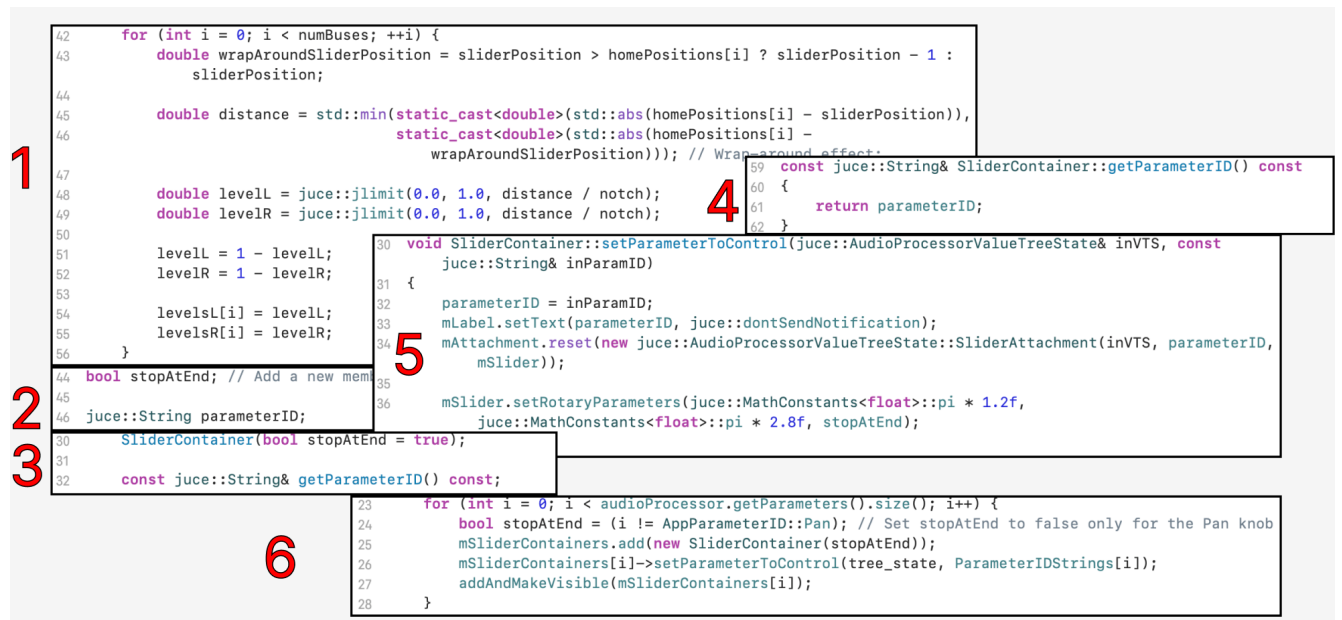 42 for (int i = 0; i < numBuses; ++i) {
43 double wrapAroundSliderPosition = sliderPosition > homePositions[i] ? sliderPosition - 1 :
sliderPosition;
44
45 double distance = std::min(static_cast<double>(std::abs(homePositions[i] - sliderPosition)),
46 static_cast<double>(std::abs(homePositions[i] -
wrapAroundSliderPosition))); // Wrap-around effect:
47
48 double levelL = juce::jlimit(0.0, 1.0, distance / notch);
49 double levelR = juce::jlimit(0.0, 1.0, distance / notch);
50
51 levelL = 1 - levelL;
52 levelR = 1 - levelR;
53
54 levelsL[i] = levelL;
55 levelsR[i] = levelR;
56 }
1
44 bool stopAtEnd; // Add a new mem
45
46 juce::String parameterID;
2
30 SliderContainer(bool stopAtEnd = true);
31
32 const juce::String& getParameterID() const;
3
59 const juce::String& SliderContainer::getParameterID() const
60 {
61 return parameterID;
62 }
4
30 void SliderContainer::setParameterToControl(juce::AudioProcessorValueTreeState& inVTS, const
juce::String& inParamID)
31 {
32 parameterID = inParamID;
33 mLabel.setText(parameterID, juce::dontSendNotification);
34 mAttachment.reset(new juce::AudioProcessorValueTreeState::SliderAttachment(inVTS, parameterID,
mSlider));
35
36 mSlider.setRotaryParameters(juce::MathConstants<float>::pi * 1.2f,
juce::MathConstants<float>::pi * 2.8f, stopAtEnd);
5
23 for (int i = 0; i < audioProcessor.getParameters().size(); i++) {
24 bool stopAtEnd = (i != AppParameterID::Pan); // Set stopAtEnd to false only for the Pan knob
25 mSliderContainers.add(new SliderContainer(stopAtEnd));
26 mSliderContainers[i]->setParameterToControl(tree_state, ParameterIDStrings[i]);
27 addAndMakeVisible(mSliderContainers[i]);
28 }
6